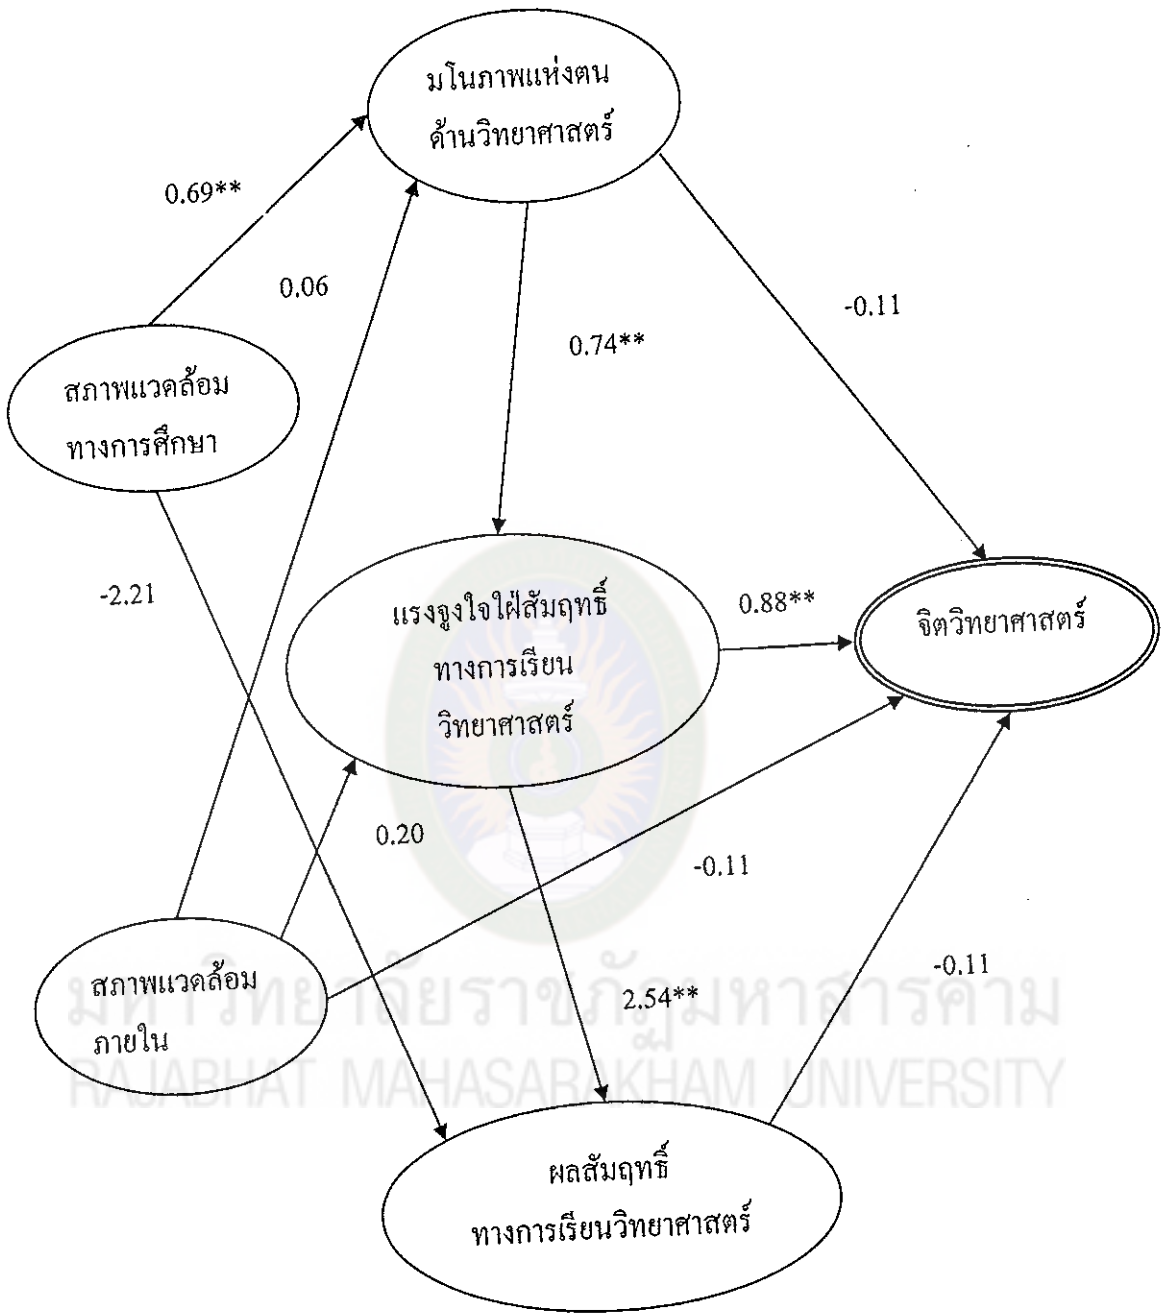 มโนภาพแห่งตน
ด้านวิทยาศาสตร์
0.69**
0.06
-0.11
0.74**
สภาพแวดล้อม
ทางการศึกษา
-2.21
แรงจูงใจใฝ่สัมฤทธิ์
ทางการเรียน
วิทยาศาสตร์
0.88**
จิตวิทยาศาสตร์
0.20
-0.11
สภาพแวดล้อม
ภายใน
2.54**
-0.11
มหาวิทยาลัยราชภัฏมหาสารคาม
RAJABHAT MAHASARAKHAM UNIVERSITY
ผลสัมฤทธิ์
ทางการเรียนวิทยาศาสตร์